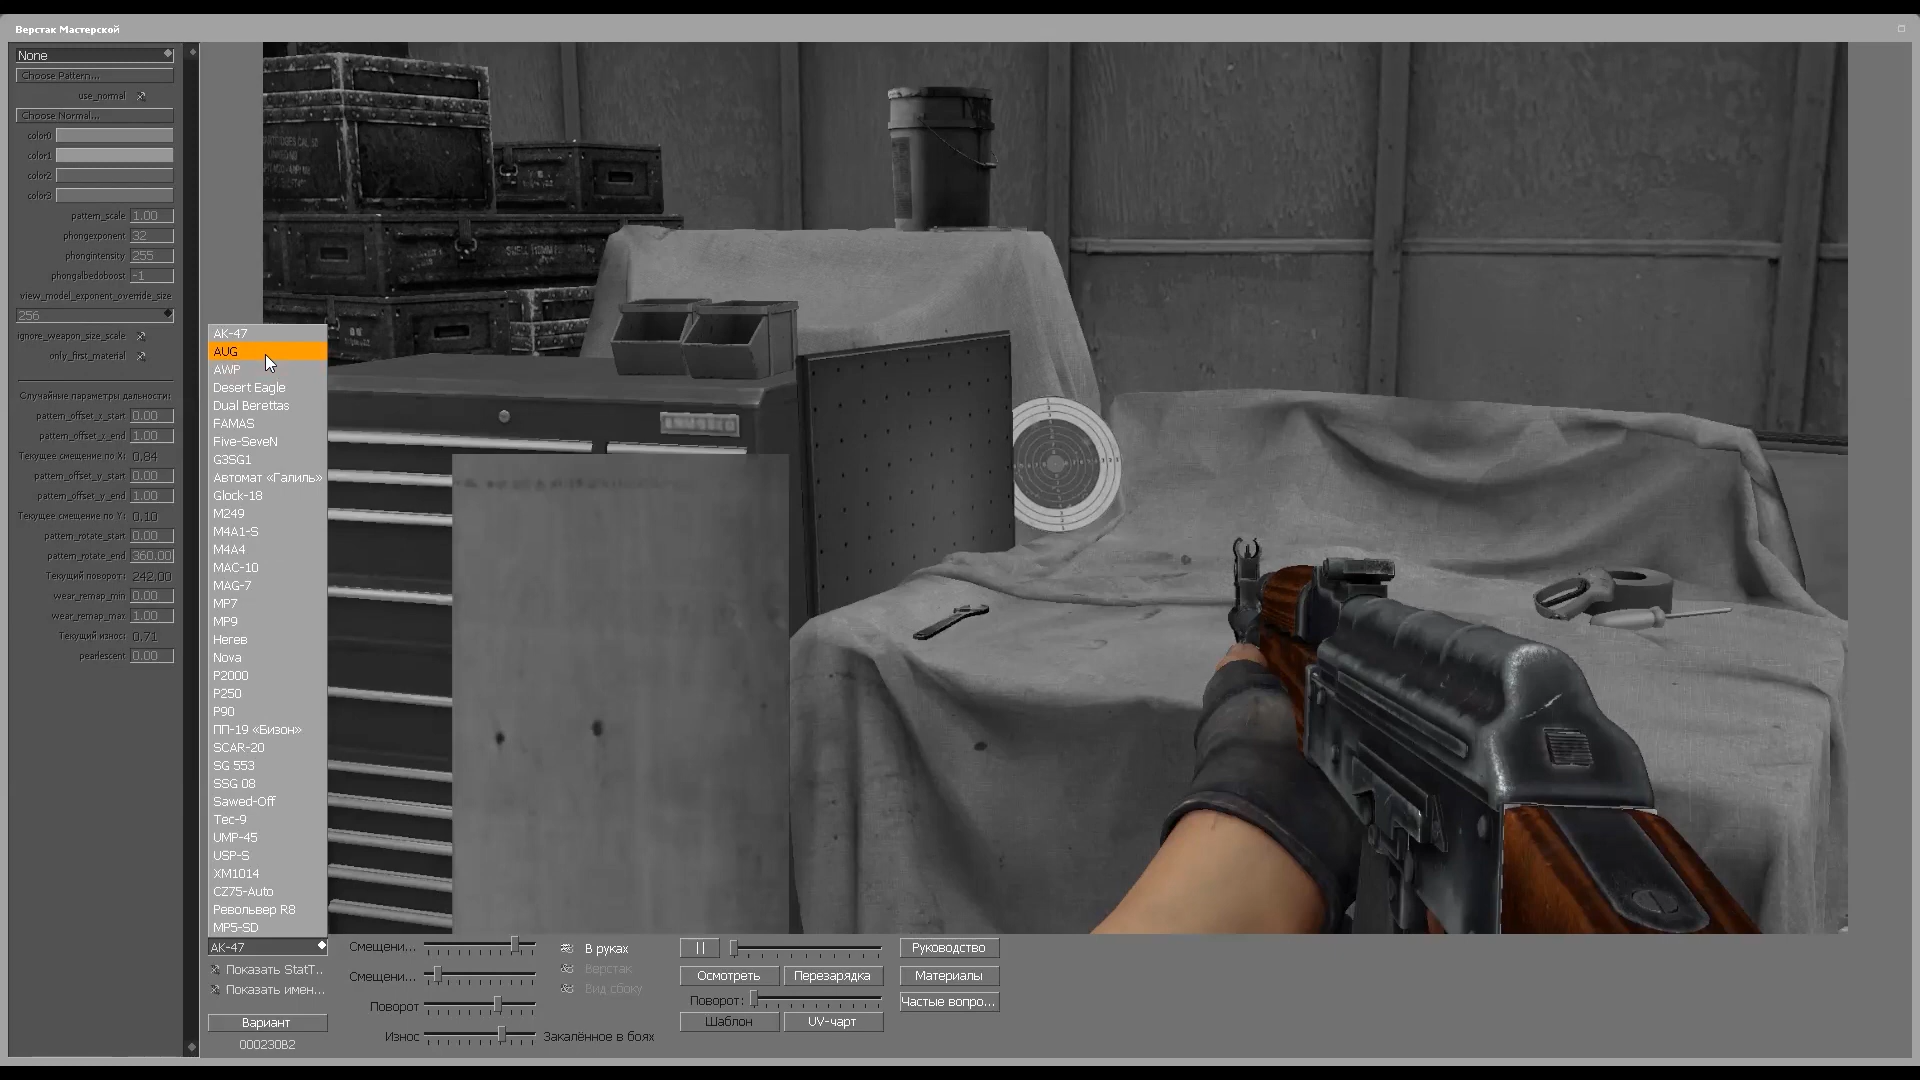 Верстак Мастерской
None
Choose Pattern...
use_normal
Choose Normal...
color0
color1
color2
color3
pattern_scale 1.00
phongexponent 32
phongintensity 255
phongalbedoboost -1
view_model_exponent_override_size
256
ignore_weapon_size_scale
only_first_material
Случайные параметры дальности:
pattern_offset_x_start 0.00
pattern_offset_x_end 1.00
Текущее смещение по X: 0,84
pattern_offset_y_start 0.00
pattern_offset_y_end 1.00
Текущее смещение по Y: 0,10
pattern_rotate_start 0.00
pattern_rotate_end 360.00
Текущий поворот: 242,00
wear_remap_min 0.00
wear_remap_max 1.00
Текущий износ: 0,71
pearlescent 0.00
AK-47
AUG
AWP
Desert Eagle
Dual Berettas
FAMAS
Five-SeveN
G3SG1
Автомат «Галиль»
Glock-18
M249
M4A1-S
M4A4
MAC-10
MAG-7
MP7
MP9
Негев
Nova
P2000
P250
P90
ПП-19 «Бизон»
SCAR-20
SG 553
SSG 08
Sawed-Off
Tec-9
UMP-45
USP-S
XM1014
CZ75-Auto
Револьвер R8
MP5-SD
AK-47
Показать StatT...
Показать имен...
Вариант
000230B2
Смещени...
Смещени...
Поворот
Износ
Закалённое в боях
В руках
Верстак
Вид сбоку
Осмотреть
Перезарядка
Поворот:
Шаблон
UV-чарт
Руководство
Материалы
Частые вопро...